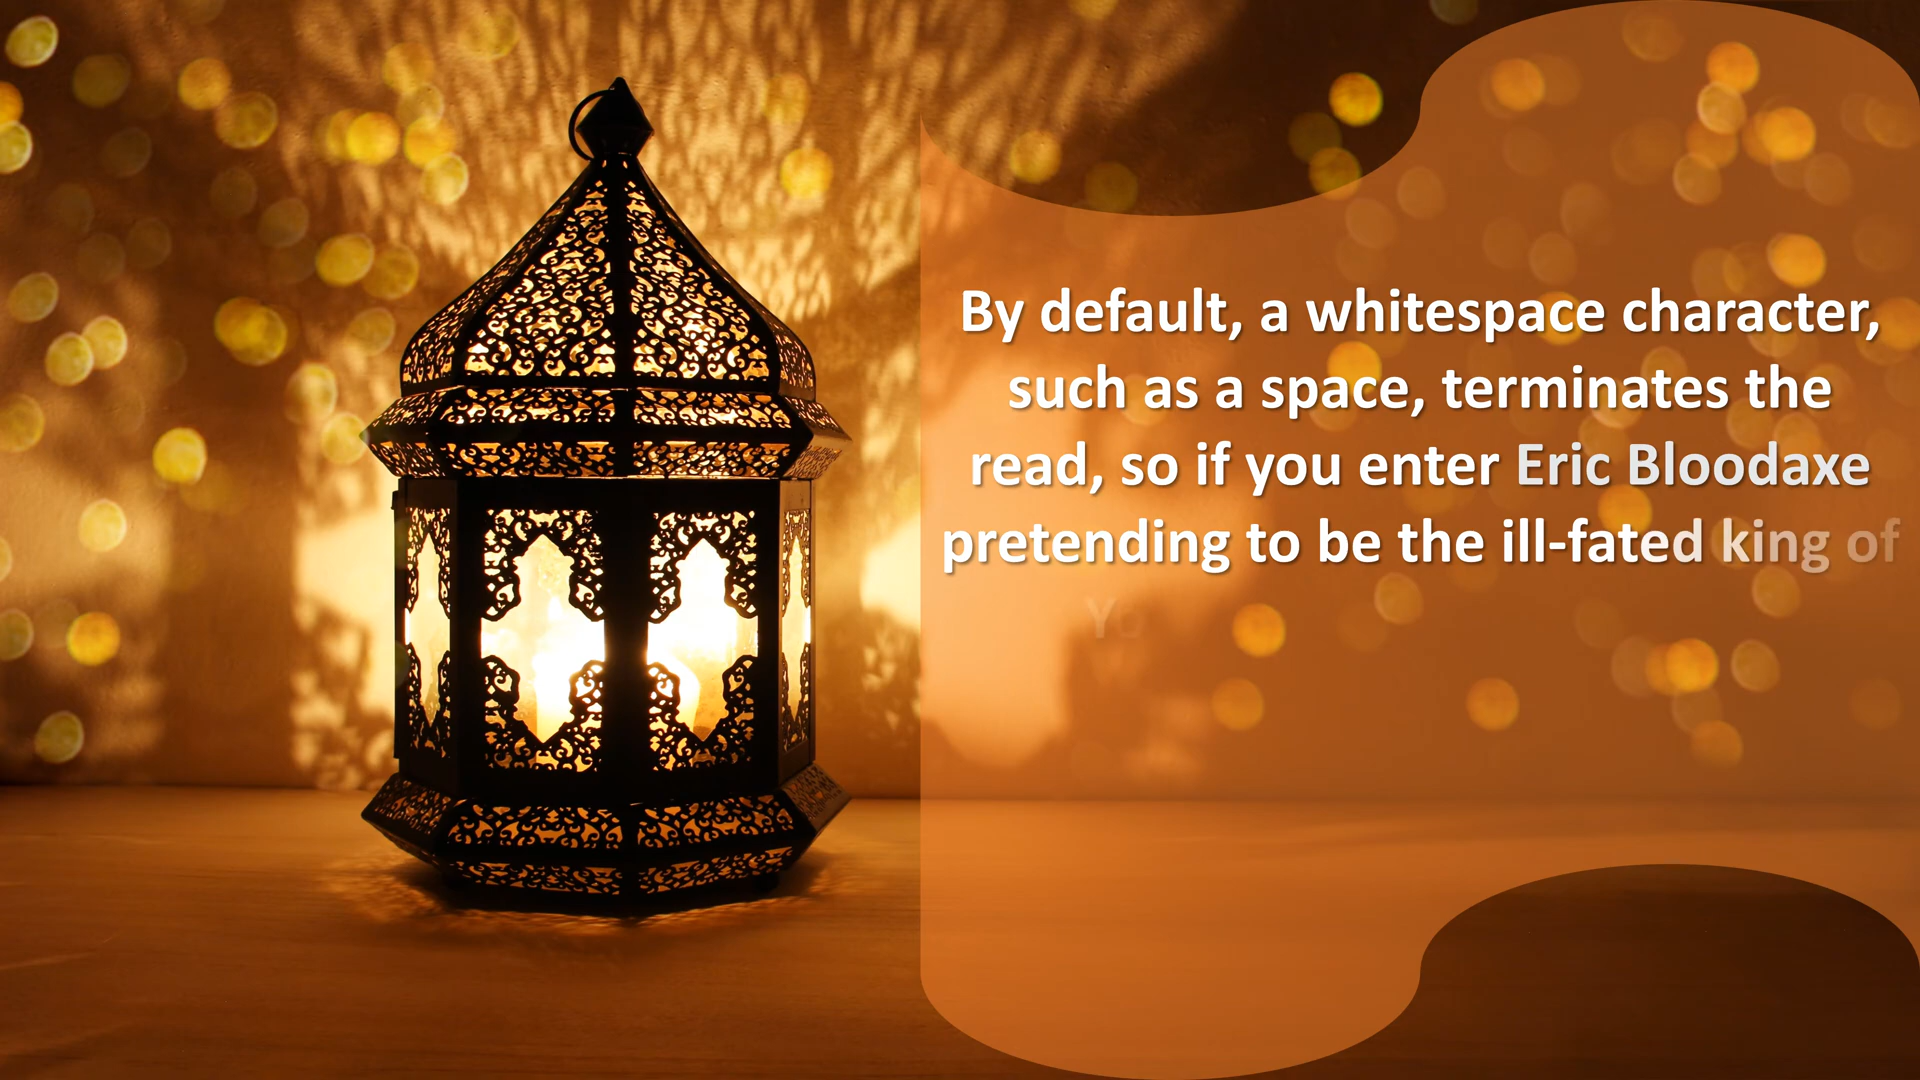 By default, a whitespace character,
such as a space, terminates the
read, so if you enter Eric Bloodaxe
pretending to be the ill-fated king of